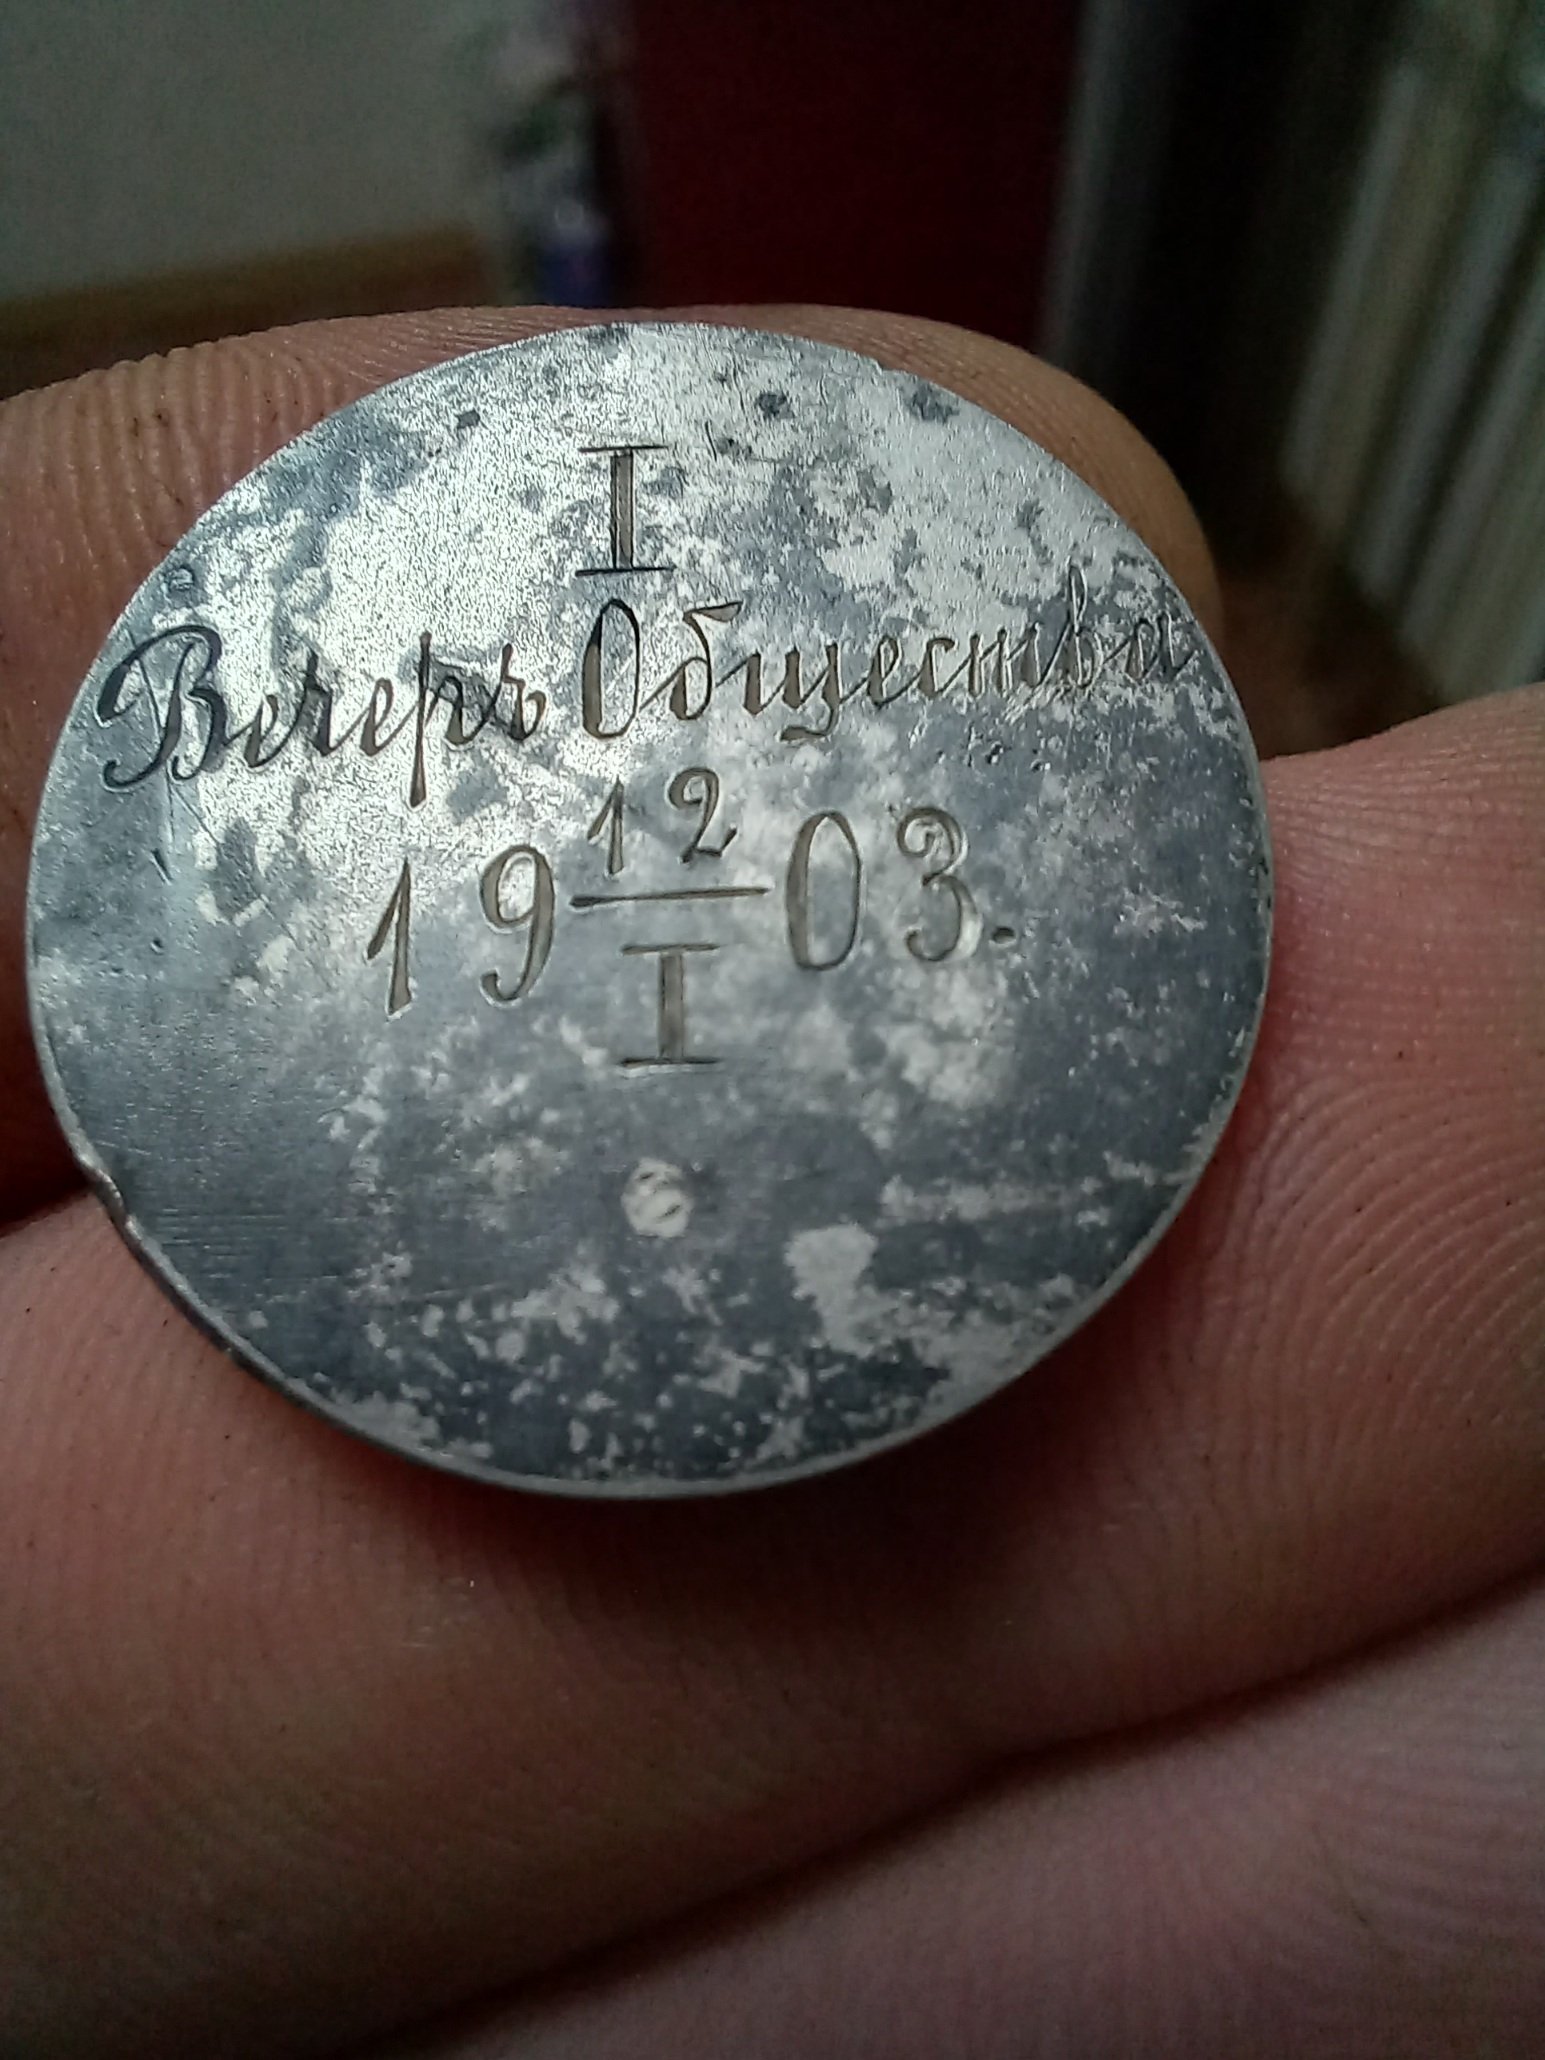 I
Вечеръ Общества
19 12/I 03.